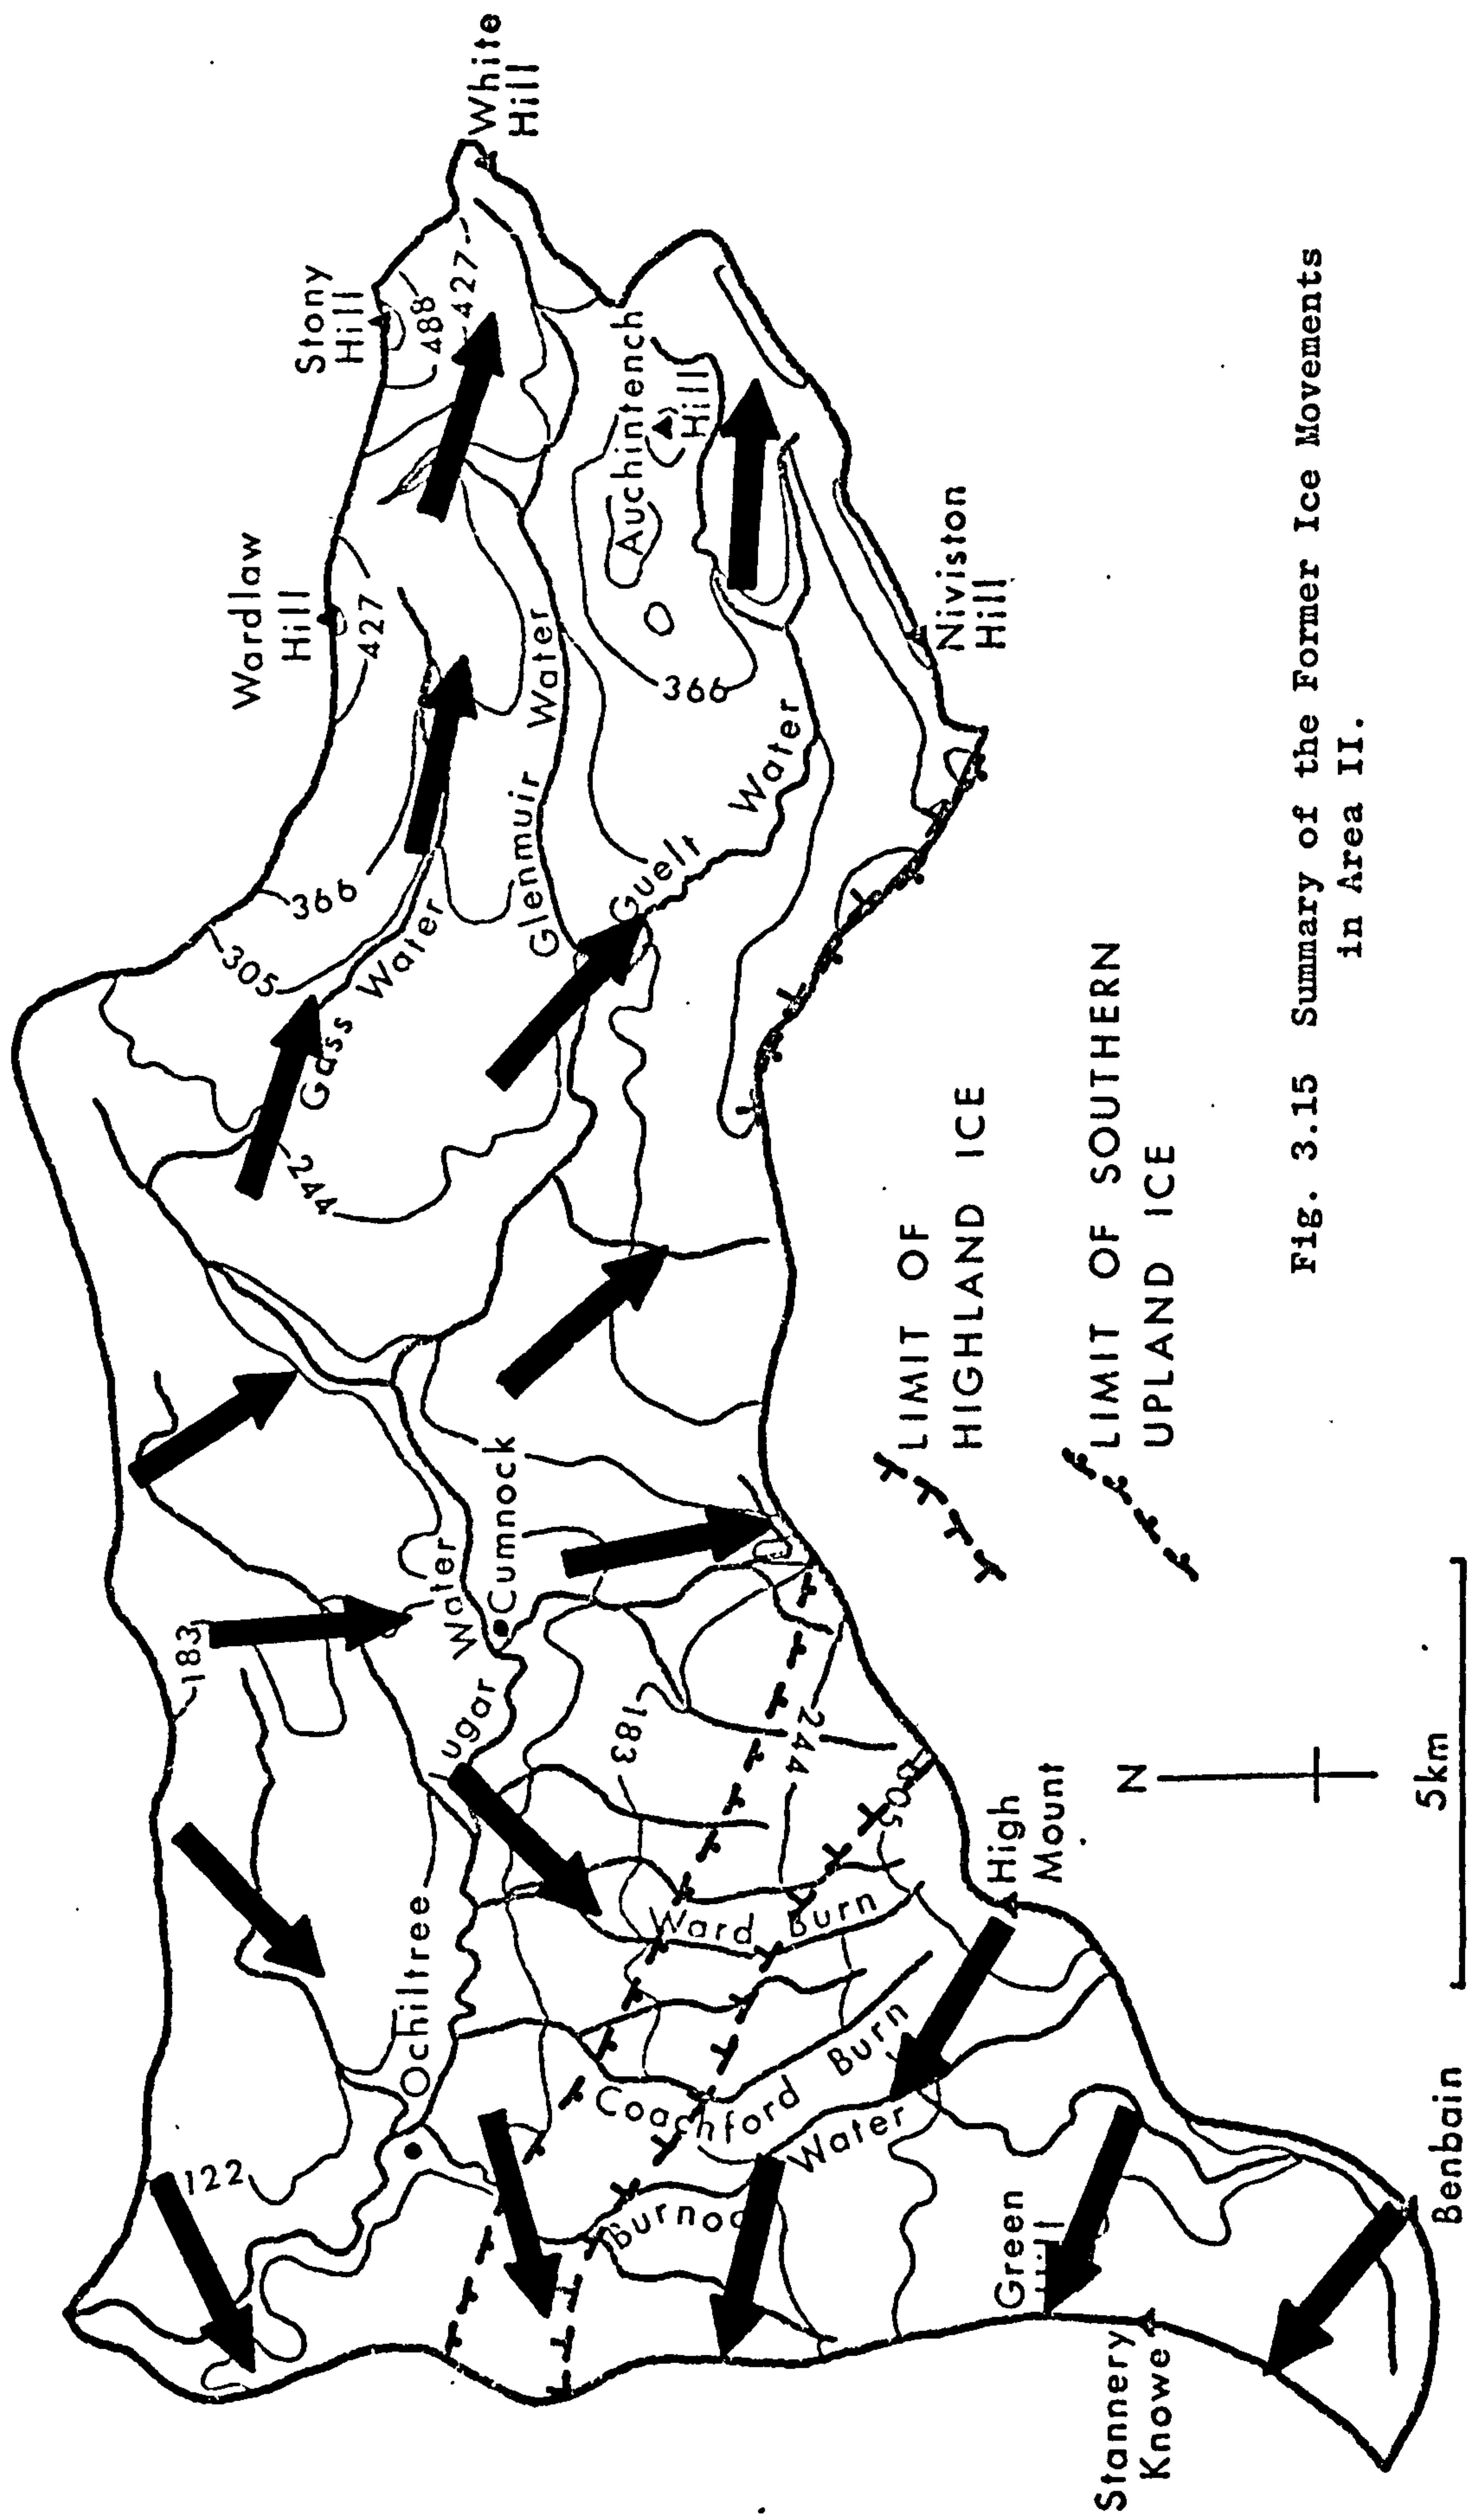 White
Hill
Stony
Hill
488
427
Wardlaw
Hill
427
Auchintench
Hill
Niviston
Hill
366
Glenmuir Water
Guelt Water
366
305
Gass Water
244
Cumnock
Lugar Water
183
183
244
305
Ward Burn
High
Mount
Ochiltree
122
Coachford Burn
Water
Green
Stannery
Knowe
Benbain
LIMIT OF
HIGHLAND ICE
LIMIT OF SOUTHERN
UPLAND ICE
N
5km
Fig. 3.15 Summary of the Former Ice Movements
in Area II.